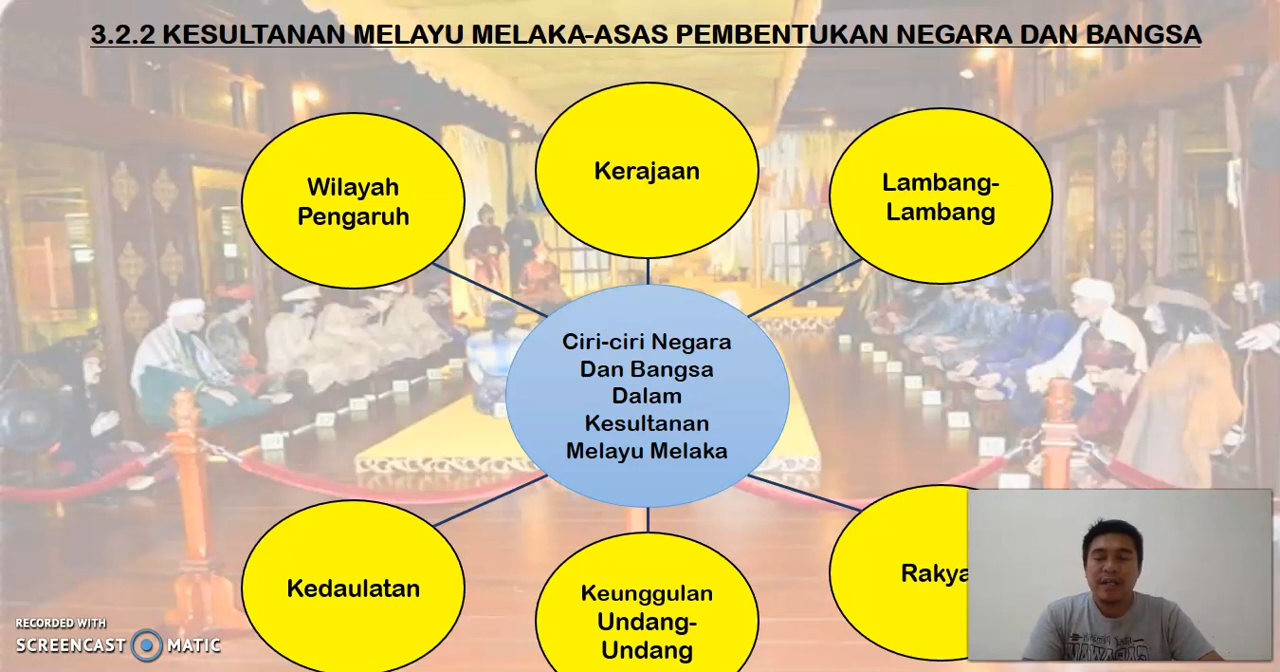 3.2.2 KESULTANAN MELAYU MELAKA-ASAS PEMBENTUKAN NEGARA DAN BANGSA
Wilayah
Pengaruh
Kerajaan
Lambang-
Lambang
Ciri-ciri Negara
Dan Bangsa
Dalam
Kesultanan
Melayu Melaka
Kedaulatan
Keunggulan
Undang-
Undang
Rakya
RECORDED WITH
SCREENCAST MATIC